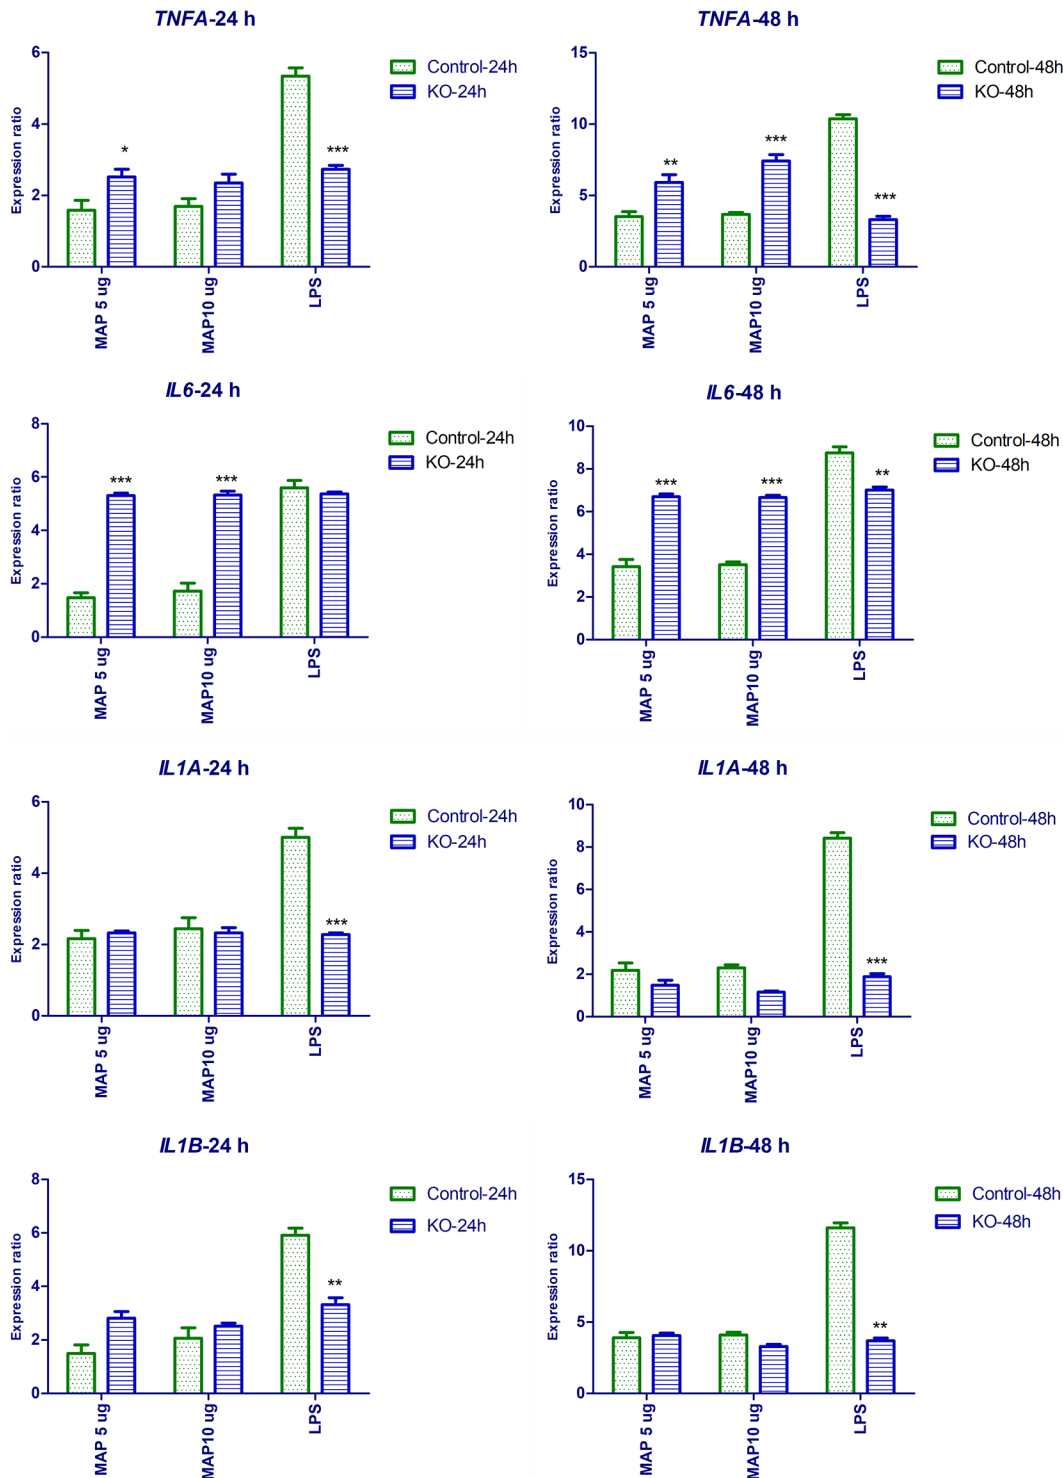 TNFA-24 h
Expression ratio
6
4
2
0
*
***
MAP 5 ug
MAP10 ug
LPS
Control-24h
KO-24h
TNFA-48 h
Expression ratio
15
10
5
0
**
***
***
MAP 5 ug
MAP10 ug
LPS
Control-48h
KO-48h
IL6-24 h
Expression ratio
8
6
4
2
0
***
***
MAP 5 ug
MAP10 ug
LPS
Control-24h
KO-24h
IL6-48 h
Expression ratio
10
8
6
4
2
0
***
***
**
MAP 5 ug
MAP10 ug
LPS
Control-48h
KO-48h
IL1A-24 h
Expression ratio
6
4
2
0
***
MAP 5 ug
MAP10 ug
LPS
Control-24h
KO-24h
IL1A-48 h
Expression ratio
10
8
6
4
2
0
***
MAP 5 ug
MAP10 ug
LPS
Control-48h
KO-48h
IL1B-24 h
Expression ratio
8
6
4
2
0
**
MAP 5 ug
MAP10 ug
LPS
Control-24h
KO-24h
IL1B-48 h
Expression ratio
15
10
5
0
**
MAP 5 ug
MAP10 ug
LPS
Control-48h
KO-48h